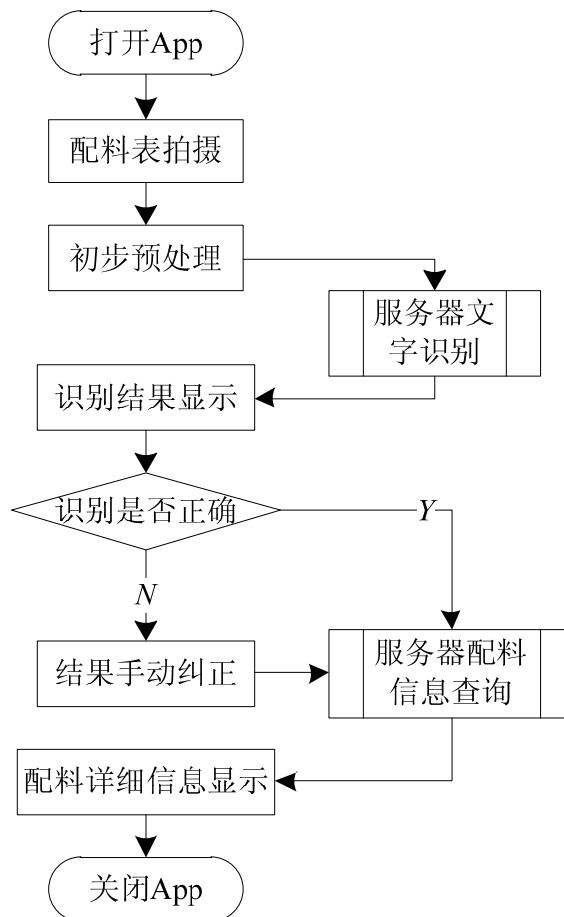 打开App
配料表拍摄
初步预处理
服务器文
字识别
识别结果显示
识别是否正确
Y
N
结果手动纠正
服务器配料
信息查询
配料详细信息显示
关闭App